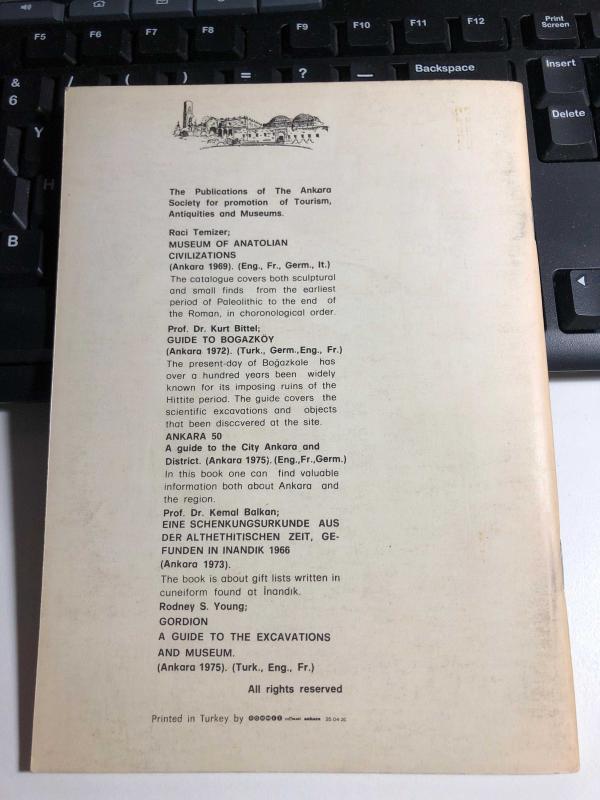 F5
F6
F7
F8
F9
F10
F11
F12
Print
Screen
&
6
/
(
)
=
?
Backspace
Insert
Delete
Y
H
B
The Publications of The Ankara
Society for promotion of Tourism,
Antiquities and Museums.
Raci Temizer;
MUSEUM OF ANATOLIAN
CIVILIZATIONS
(Ankara 1969). (Eng., Fr., Germ., It.)
The catalogue covers both sculptural
and small finds from the earliest
period of Paleolithic to the end of
the Roman, in choronological order.
Prof. Dr. Kurt Bittel;
GUIDE TO BOGAZKÖY
(Ankara 1972). (Turk., Germ.,Eng., Fr.)
The present-day of Boğazkale has
over a hundred years been widely
known for its imposing ruins of the
Hittite period. The guide covers the
scientific excavations and objects
that been discovered at the site.
ANKARA 50
A guide to the City Ankara and
District. (Ankara 1975). (Eng.,Fr.,Germ.)
In this book one can find valuable
information both about Ankara and
the region.
Prof. Dr. Kemal Balkan;
EINE SCHENKUNGSURKUNDE AUS
DER ALTHETHITISCHEN ZEIT, GE-
FUNDEN IN INANDIK 1966
(Ankara 1973).
The book is about gift lists written in
cuneiform found at İnandık.
Rodney S. Young;
GORDION
A GUIDE TO THE EXCAVATIONS
AND MUSEUM.
(Ankara 1975). (Turk., Eng., Fr.)
All rights reserved
Printed in Turkey by ankara 25 04 20